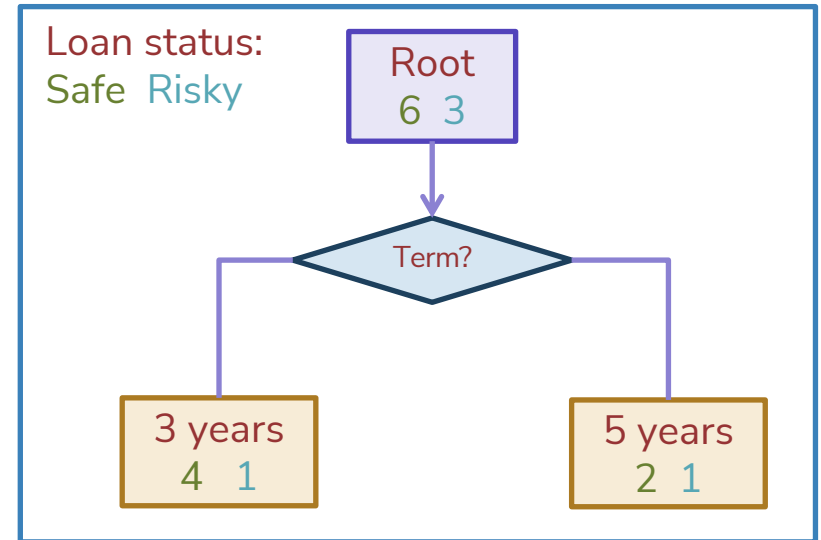 Loan status:
Safe Risky
Root
6 3
Term?
3 years
4 1
5 years
2 1